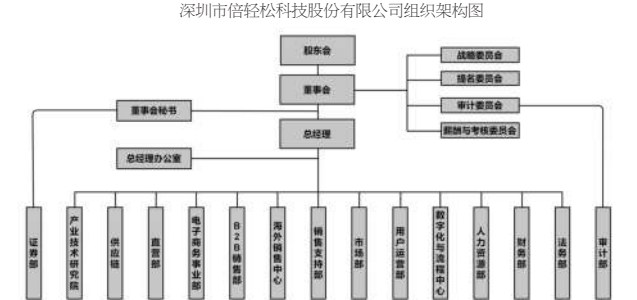 深圳市倍轻松科技股份有限公司组织架构图
股东会
董事会
战略委员会
提名委员会
审计委员会
薪酬与考核委员会
董事会秘书
总经理
总经理办公室
证券部
产业技术研究院
供应链
直营部
电子商务事业部
B2B销售部
海外销售中心
销售支持部
市场部
用户运营部
数字化与流程中心
人力资源部
财务部
法务部
审计部